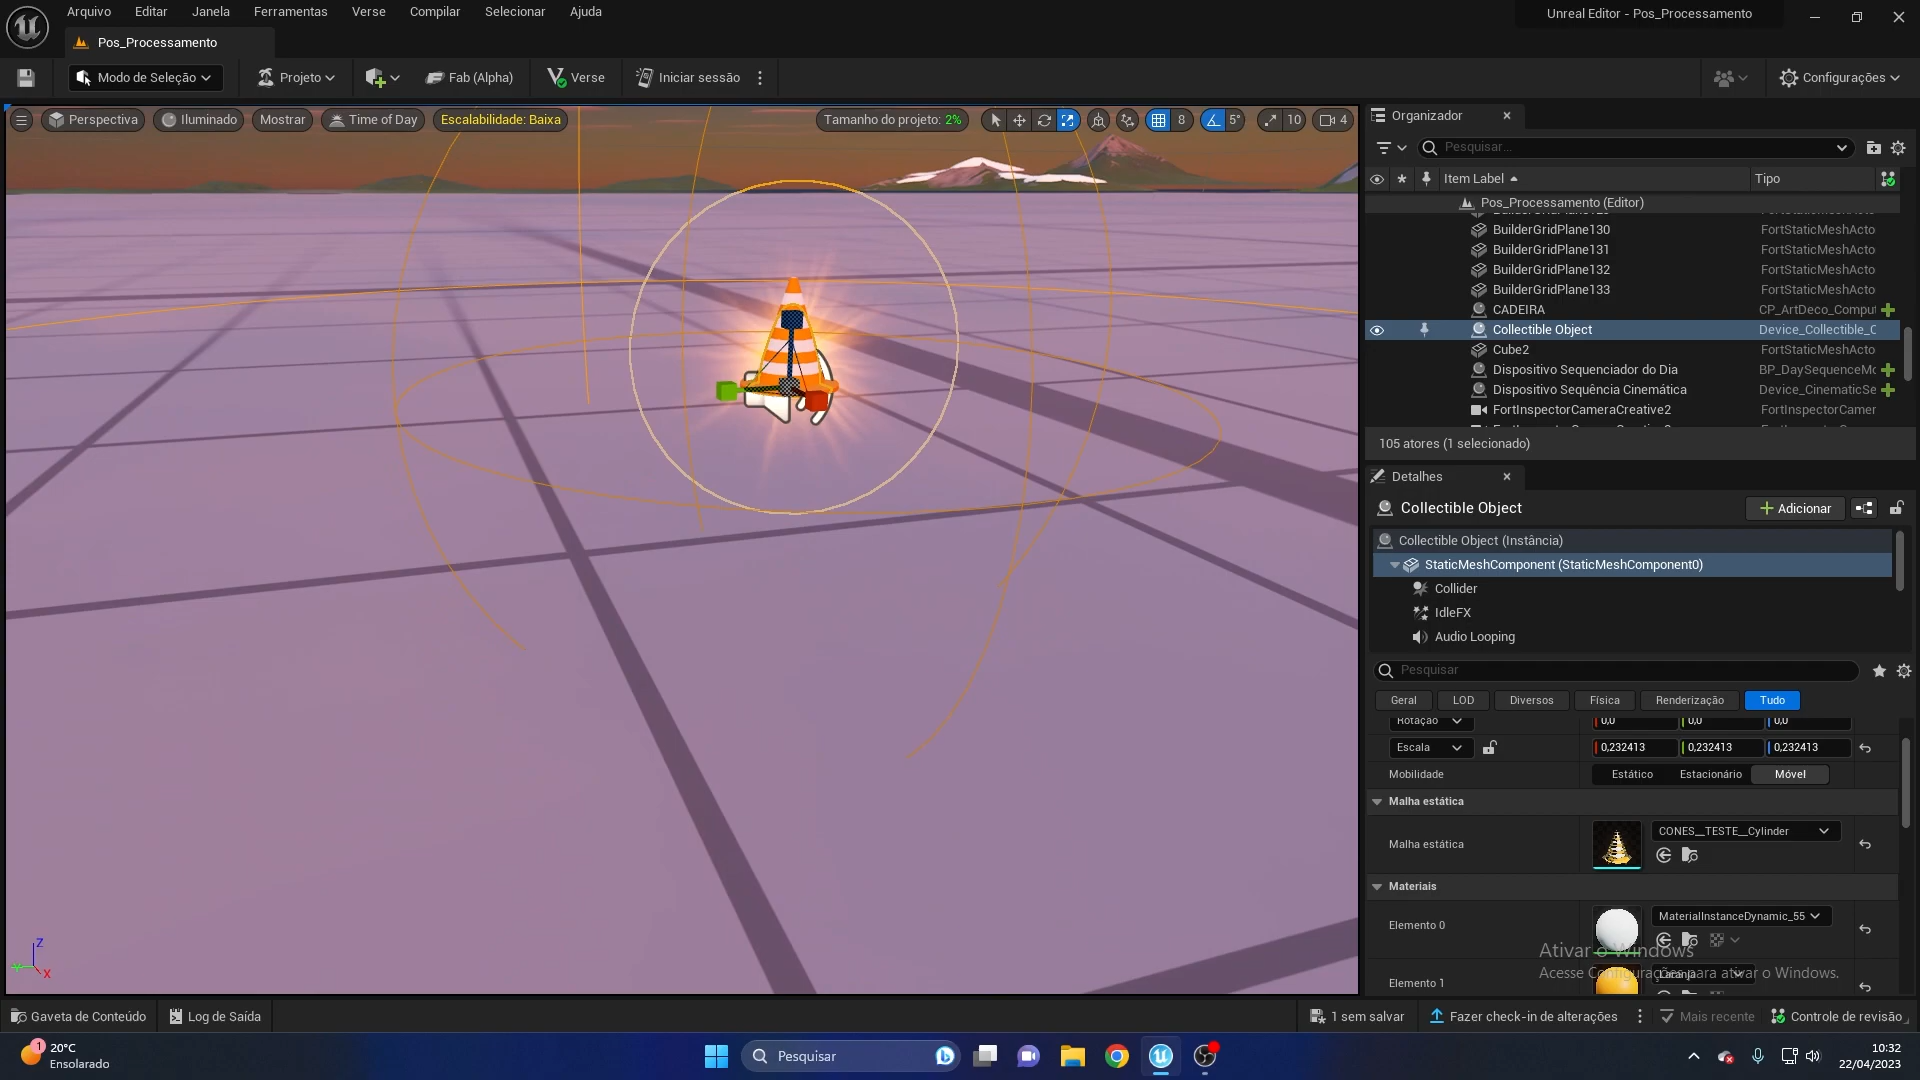 Arquivo Editar Janela Ferramentas Verse Compilar Selecionar Ajuda
Unreal Editor - Pos_Processamento
Pos_Processamento
Modo de Seleção Projeto Fab (Alpha) Verse Iniciar sessão Configurações
Perspectiva Iluminado Mostrar Time of Day Escalabilidade: Baixa
Tamanho do projeto: 2% 8 5° 10 4
Organizador
Pesquisar...
Item Label Tipo
Pos_Processamento (Editor)
BuilderGridPlane130 FortStaticMeshActo
BuilderGridPlane131 FortStaticMeshActo
BuilderGridPlane132 FortStaticMeshActo
BuilderGridPlane133 FortStaticMeshActo
CADEIRA CP_ArtDeco_Comput
Collectible Object Device_Collectible_C
Cube2 FortStaticMeshActo
Dispositivo Sequenciador do Dia BP_DaySequenceMo
Dispositivo Sequência Cinemática Device_CinematicSe
FortInspectorCameraCreative2 FortInspectorCamer
105 atores (1 selecionado)
Detalhes
Collectible Object Adicionar
Collectible Object (Instância)
StaticMeshComponent (StaticMeshComponent0)
Collider
IdleFX
Audio Looping
Pesquisar
Geral LOD Diversos Física Renderização Tudo
Rotação 0,0 0,0 0,0
Escala 0,232413 0,232413 0,232413
Mobilidade Estático Estacionário Móvel
Malha estática
Malha estática CONES__TESTE__Cylinder
Materiais
Elemento 0 MaterialInstanceDynamic_55
Ativar o Windows
Acesse Configurações para ativar o Windows.
Elemento 1 Laranja
Z
Y
X
Gaveta de Conteúdo Log de Saída
1 sem salvar Fazer check-in de alterações Mais recente Controle de revisão
1
20°C
Ensolarado
Pesquisar
10:32
22/04/2023